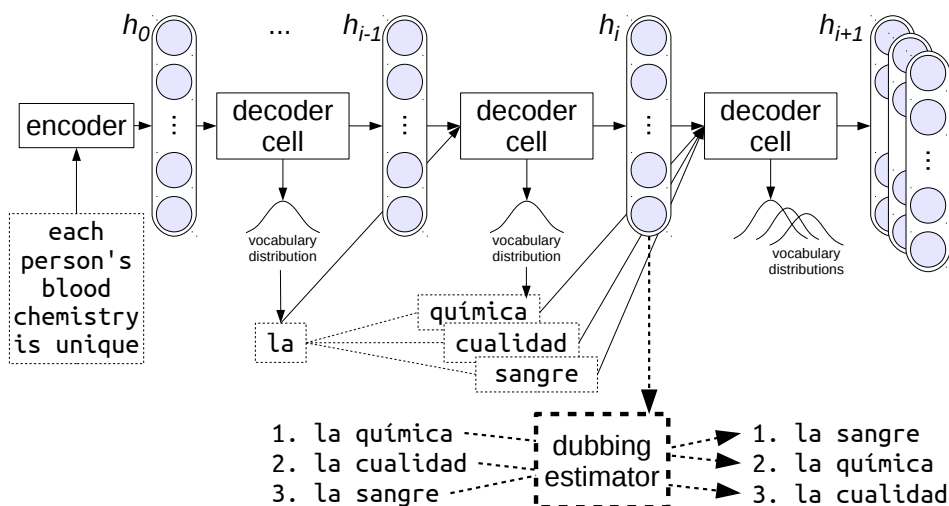 h0 ... hi-1 hi hi+1
encoder
decoder
cell
decoder
cell
decoder
cell
each
person's
blood
chemistry
is unique
vocabulary
distribution
vocabulary
distribution
vocabulary
distributions
la
química
cualidad
sangre
1. la química
2. la cualidad
3. la sangre
dubbing
estimator
1. la sangre
2. la química
3. la cualidad